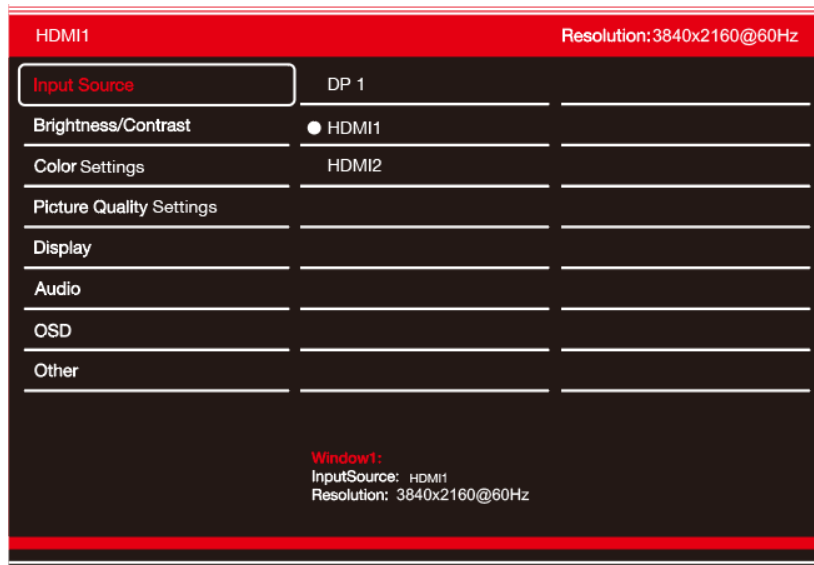 HDMI1
Resolution:3840x2160@60Hz
Input Source
DP 1
Brightness/Contrast
HDMI1
Color Settings
HDMI2
Picture Quality Settings
Display
Audio
OSD
Other
Window1:
InputSource: HDMI1
Resolution: 3840x2160@60Hz